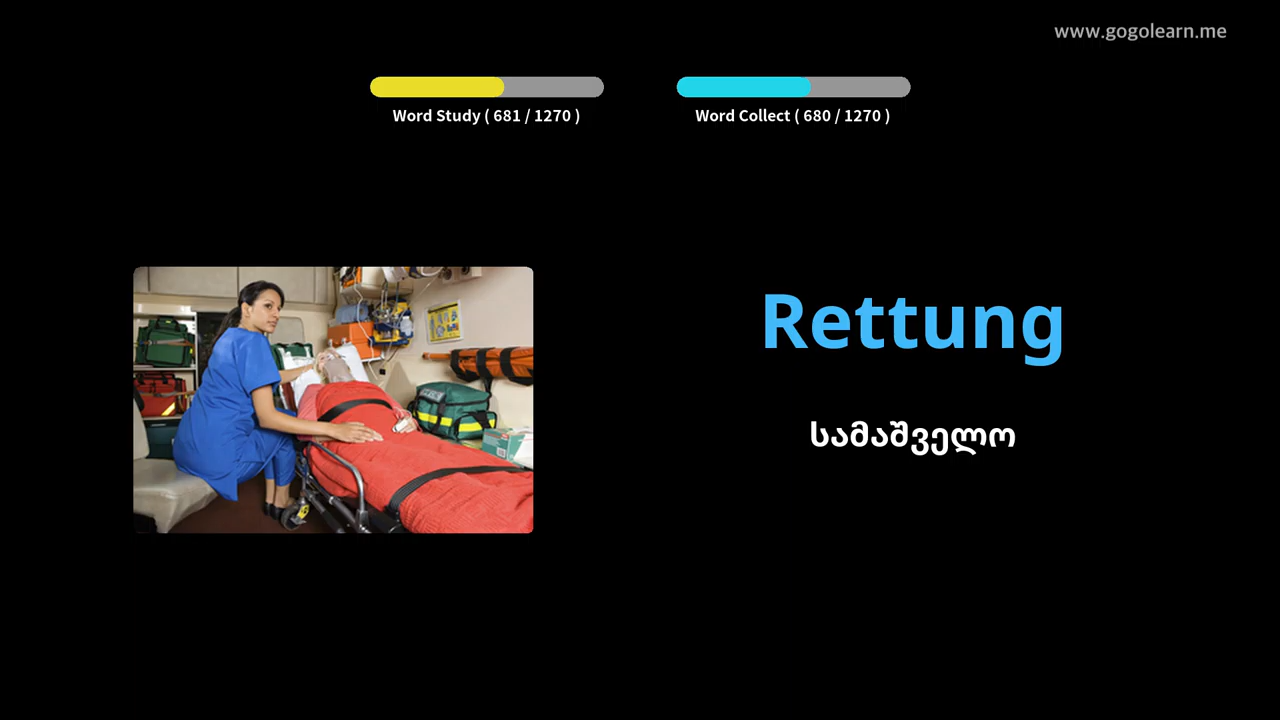 www.gogolearn.me
Word Study ( 681 / 1270 )
Word Collect ( 680 / 1270 )
Rettung
სამაშველო